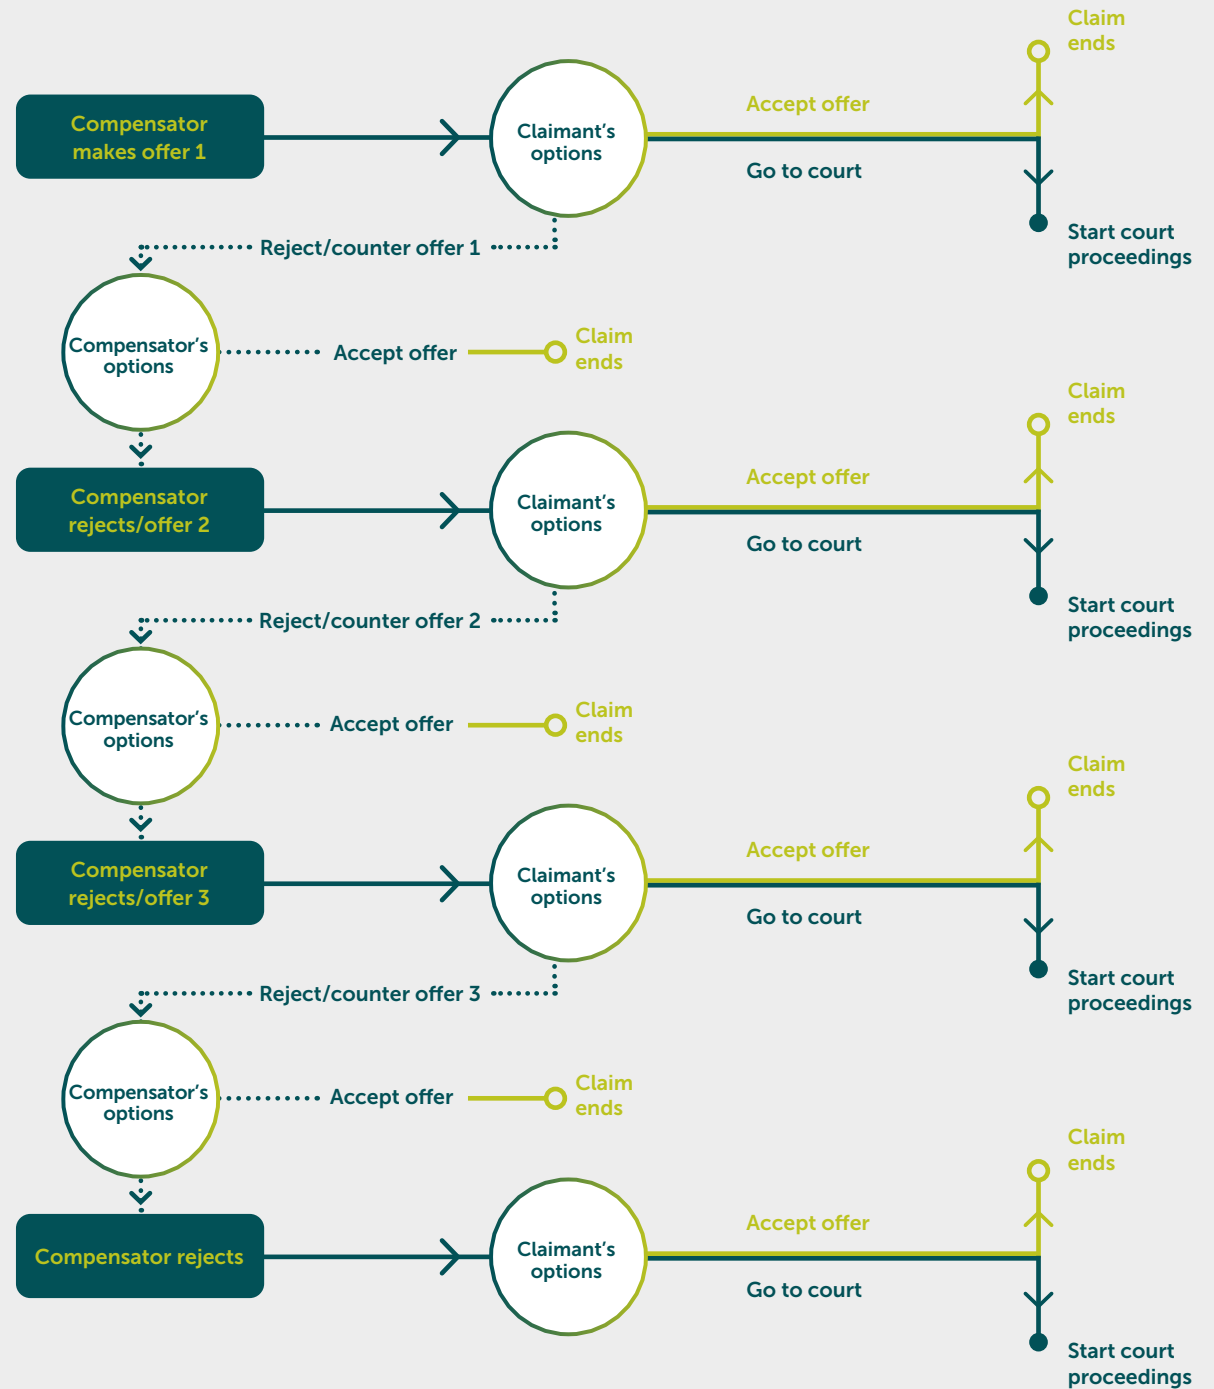 Claim
ends
Compensator
makes offer 1
Claimant's
options
Accept offer
Go to court
Start court
proceedings
Reject/counter offer 1
Compensator's
options
Accept offer
Claim
ends
Claim
ends
Compensator
rejects/offer 2
Claimant's
options
Accept offer
Go to court
Start court
proceedings
Reject/counter offer 2
Compensator's
options
Accept offer
Claim
ends
Claim
ends
Compensator
rejects/offer 3
Claimant's
options
Accept offer
Go to court
Start court
proceedings
Reject/counter offer 3
Compensator's
options
Accept offer
Claim
ends
Claim
ends
Compensator rejects
Claimant's
options
Accept offer
Go to court
Start court
proceedings